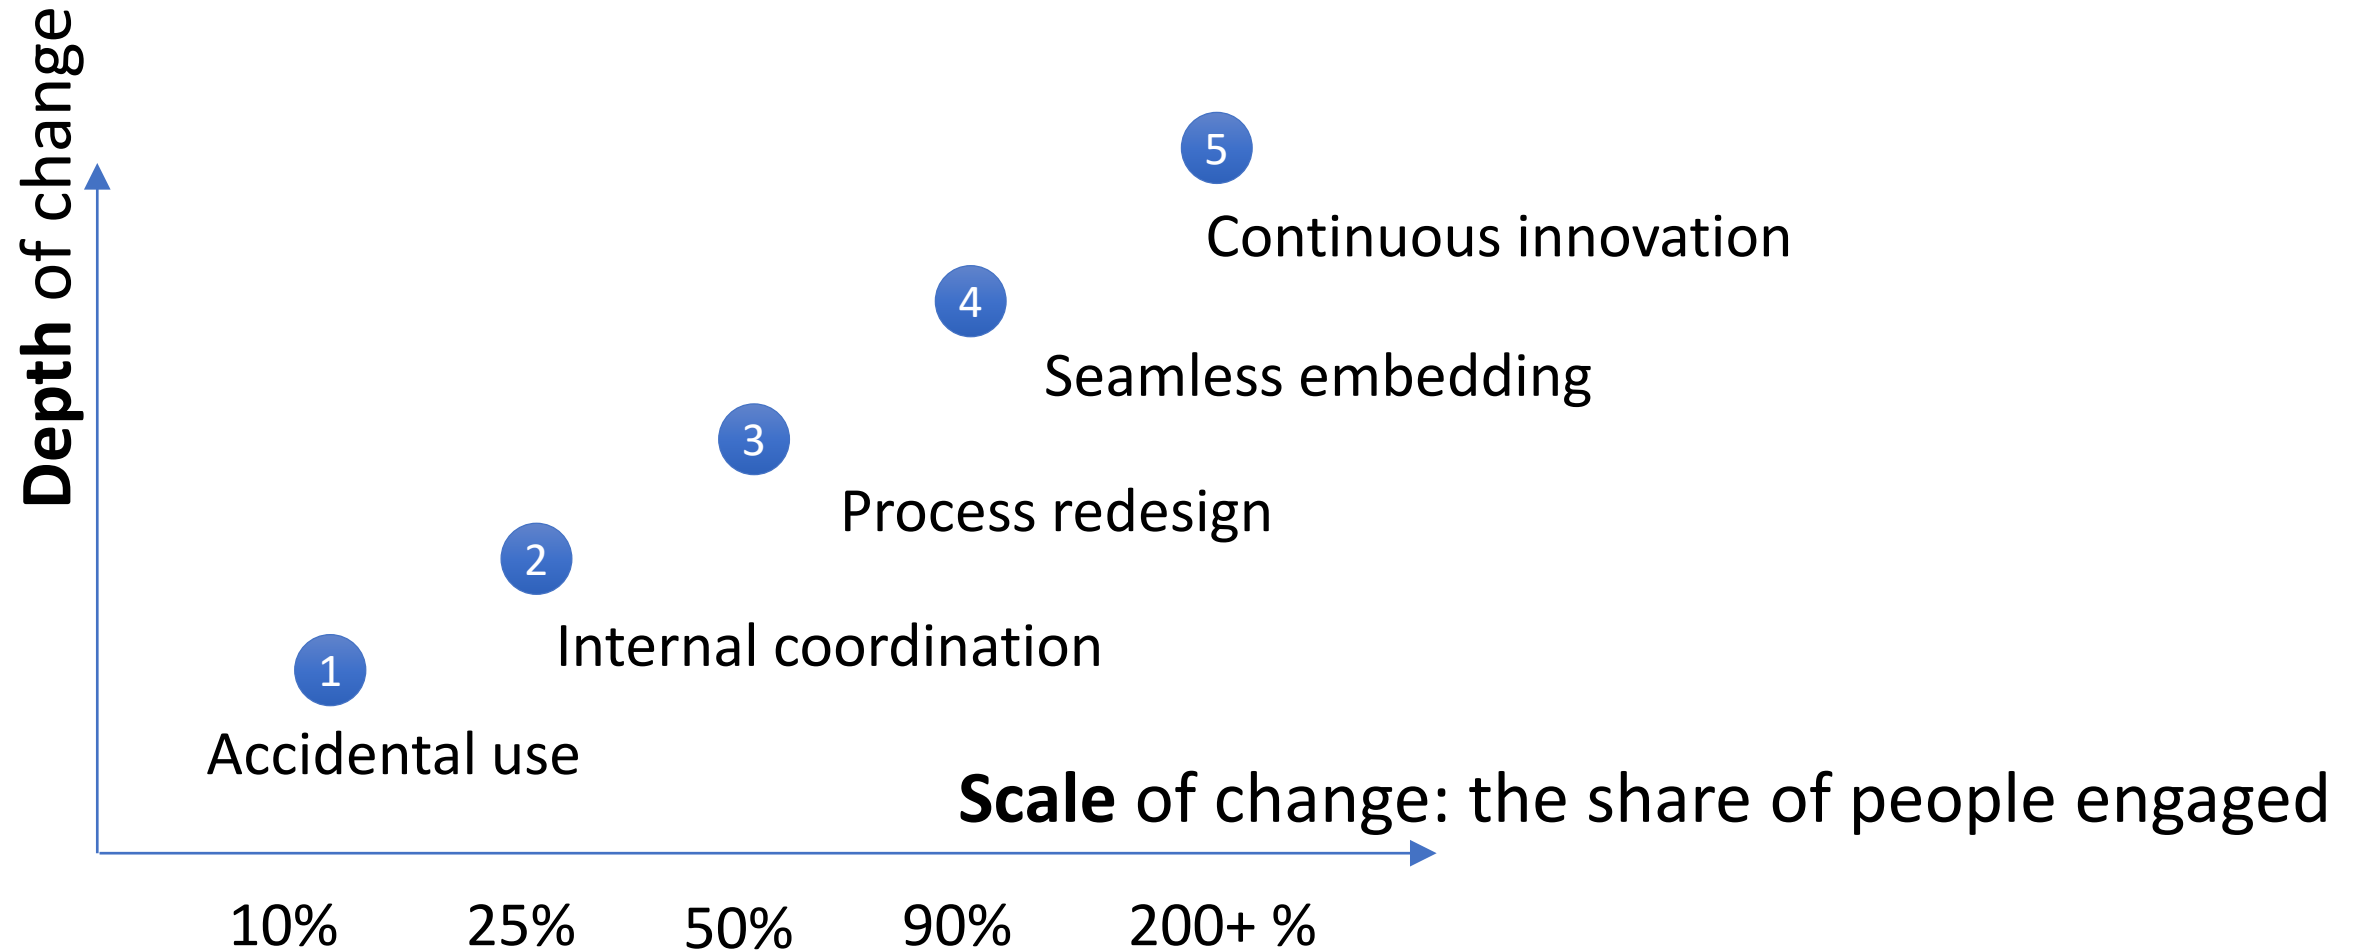 Depth of change
5
Continuous innovation
4
Seamless embedding
3
Process redesign
2
Internal coordination
1
Accidental use
Scale of change: the share of people engaged
10% 25% 50% 90% 200+ %